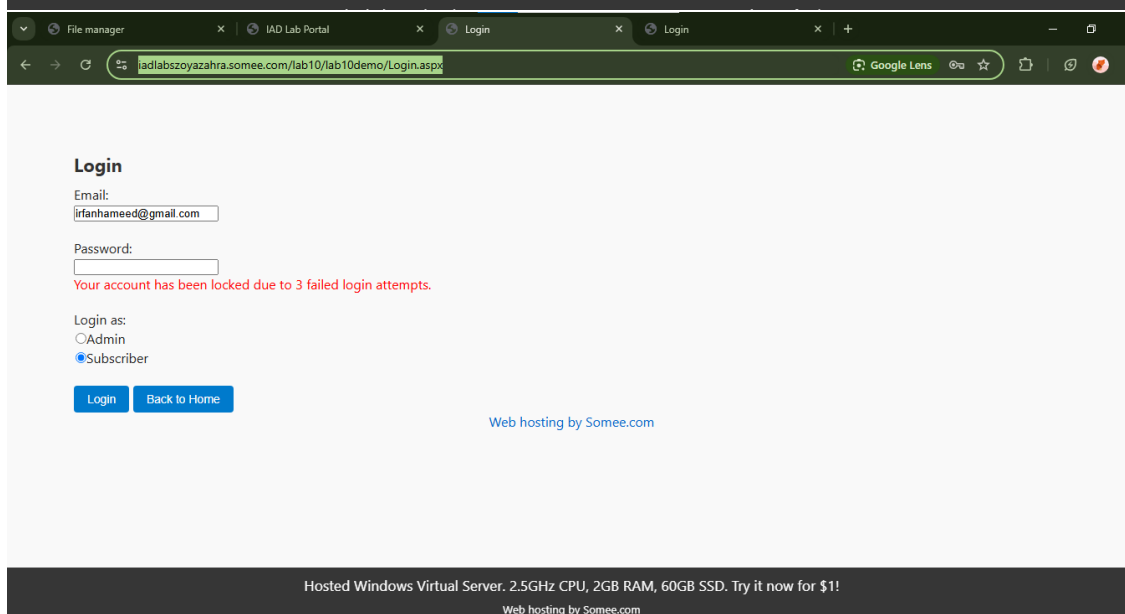 File manager
IAD Lab Portal
Login
Login
iadlabszoyazahra.somee.com/lab10/lab10demo/Login.aspx
Google Lens
Login
Email:
irfanhameed@gmail.com
Password:
Your account has been locked due to 3 failed login attempts.
Login as:
Admin
Subscriber
Login Back to Home
Web hosting by Somee.com
Hosted Windows Virtual Server. 2.5GHz CPU, 2GB RAM, 60GB SSD. Try it now for $1!
Web hosting by Somee.com